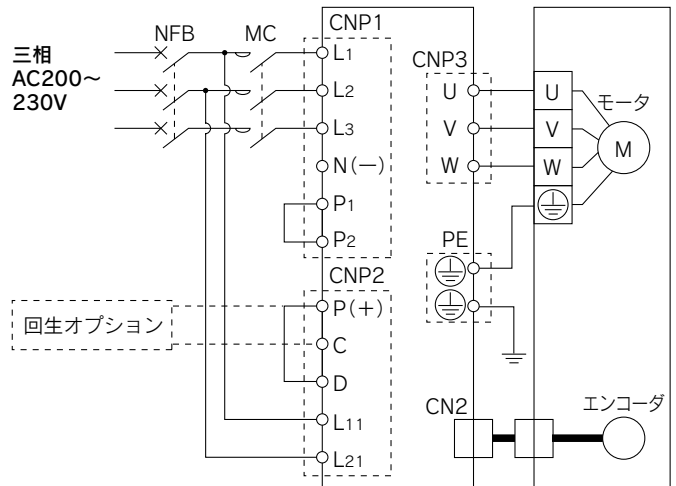 三相
AC200～
230V
NFB
MC
CNP1
L1
L2
L3
N(－)
P1
P2
CNP2
P(+)
C
D
L11
L21
回生オプション
CNP3
U
V
W
PE
CN2
U
V
W
モータ
M
エンコーダ